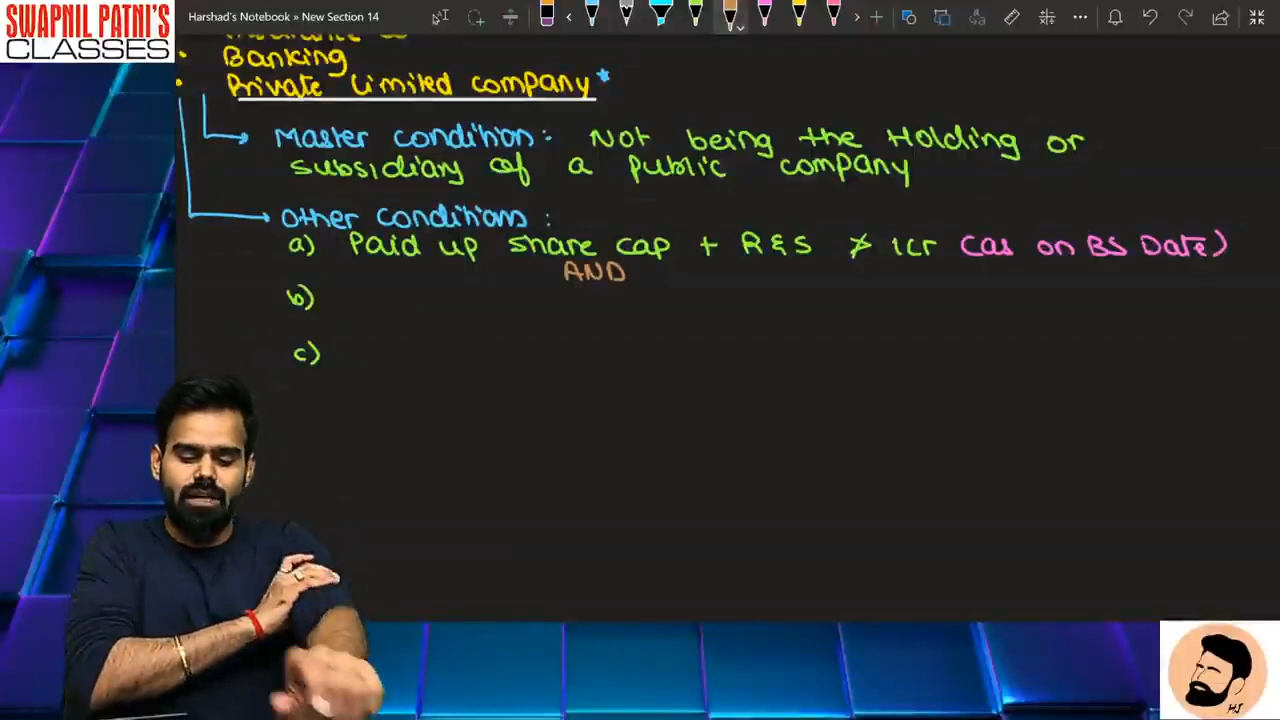 SWAPNIL PATNI'S
CLASSES
Harshad's Notebook » New Section 14
Banking
Private Limited company*
Master condition: Not being the Holding or
subsidiary of a public company
Other conditions:
a) Paid up share cap + R & S ≯ 1cr (as on BS Date)
AND
b)
c)
HJ